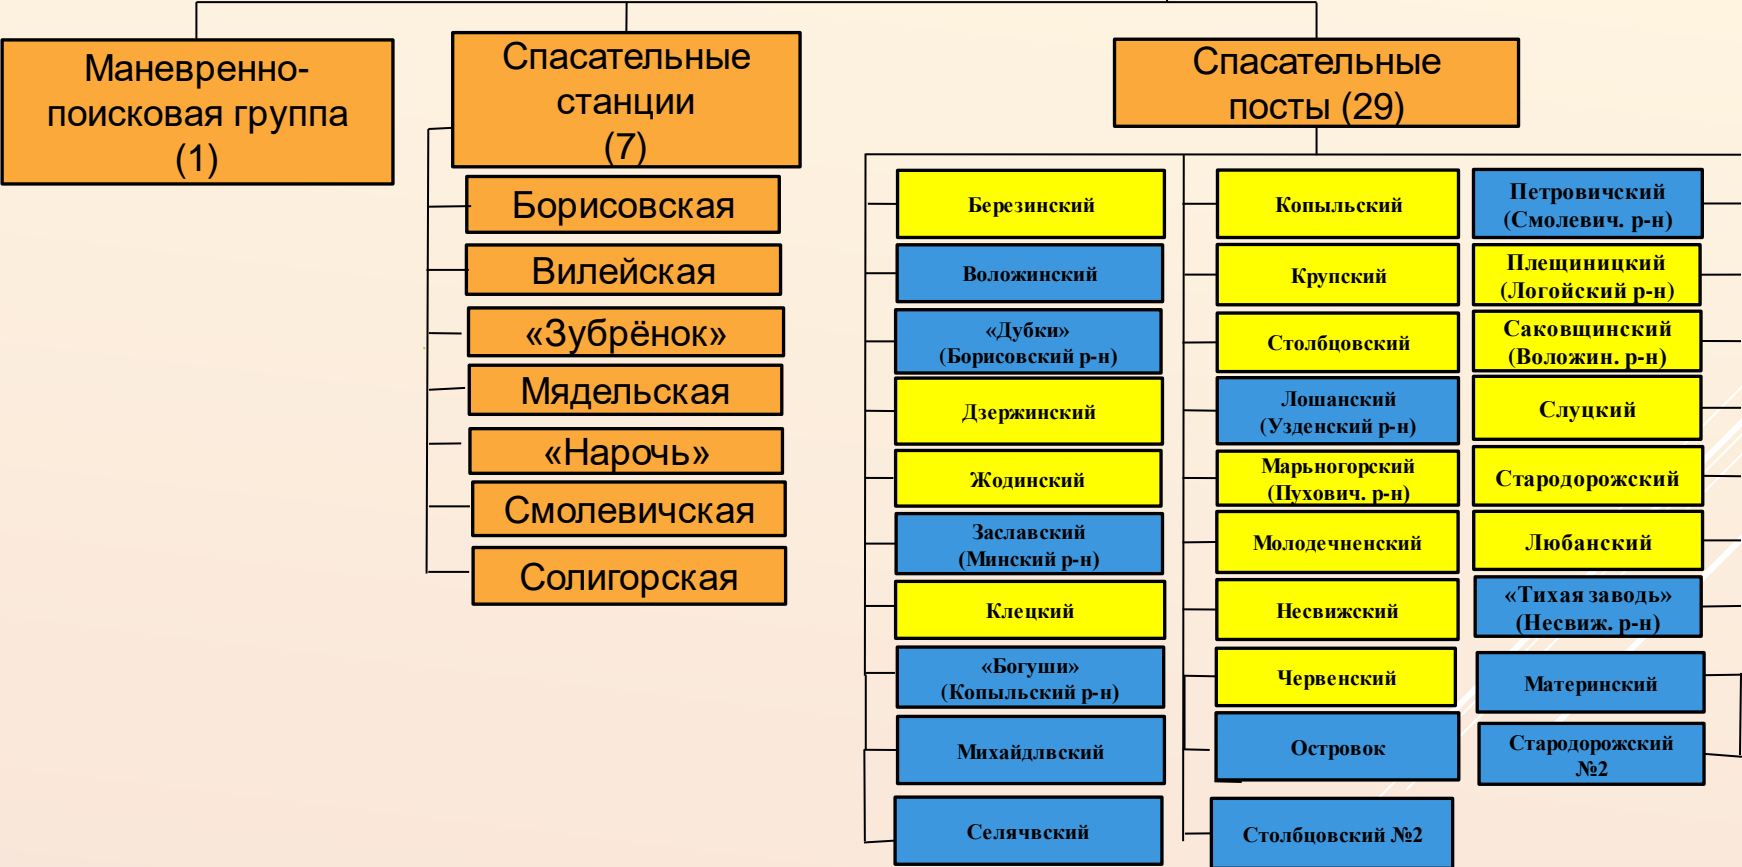 Маневренно-
поисковая группа
(1)
Спасательные
станции
(7)
Борисовская
Вилейская
«Зубрёнок»
Мядельская
«Нарочь»
Смолевичская
Солигорская
Спасательные
посты (29)
Березинский
Воложинский
«Дубки»
(Борисовский р-н)
Дзержинский
Жодинский
Заславский
(Минский р-н)
Клецкий
«Богуши»
(Копыльский р-н)
Михайдлвский
Селячвский
Копыльский
Крупский
Столбцовский
Лошанский
(Узденский р-н)
Марьногорский
(Пухович. р-н)
Молодечненский
Несвижский
Червенский
Островок
Столбцовский №2
Петровичский
(Смолевич. р-н)
Плещиницкий
(Логойский р-н)
Саковщинский
(Воложин. р-н)
Слуцкий
Стародорожский
Любанский
«Тихая заводь»
(Несвиж. р-н)
Материнский
Стародорожский
№2